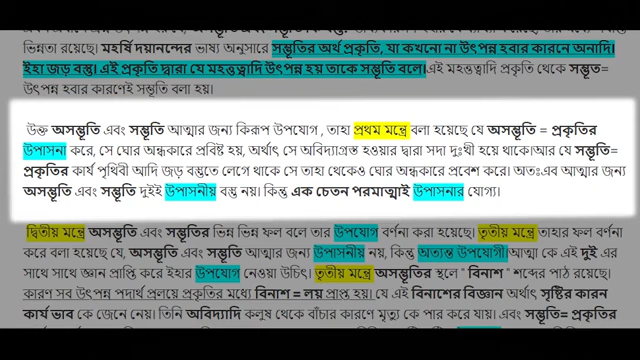 ভিন্নতা রয়েছে। মহর্ষি দয়ানন্দের ভাষ্য অনুসারে সম্ভূতির অর্থ প্রকৃতি, যা কখনো না উৎপন্ন হবার কারনে অনাদি।
ইহা জড় বস্তু। এই প্রকৃতি দ্বারা যে মহত্তত্বাদি উৎপন্ন হয় তাকে সম্ভূতি বলে।এই মহত্তত্বাদি প্রকৃতি থেকে সম্ভূত=
উৎপন্ন হবার কারণেই সম্ভূতি বলা হয়।
উক্ত অসম্ভূতি এবং সম্ভূতি আত্মার জন্য কিরূপ উপযোগ , তাহা প্রথম মন্ত্রে বলা হয়েছে যে অসম্ভূতি = প্রকৃতির
উপাসনা করে, সে ঘোর অন্ধকারে প্রবিষ্ট হয়, অর্থাৎ সে অবিদ্যাগ্রস্ত হওয়ার দ্বারা সদা দুঃখী হয়ে থাকে। আর যে সম্ভূতি=
প্রকৃতির কার্য পৃথিবী আদি জড় বস্তুতে লেগে থাকে সে তাহা থেকেও ঘোর অন্ধকারে প্রবেশ করে। অতঃএব আত্মার জন্য
অসম্ভূতি এবং সম্ভূতি দুইই উপাসনীয় বস্তু নয়। কিন্তু এক চেতন পরমাত্মাই উপাসনার যোগ্য।
দ্বিতীয় মন্ত্রে অসম্ভূতি এবং সম্ভূতির ভিন্ন ভিন্ন ফল বলে তার উপযোগ বর্ণনা করা হয়েছে। তৃতীয় মন্ত্রে তাহার ফল বর্ণনা
করে বলা হয়েছে যে, অসম্ভূতি এবং সম্ভূতি আত্মার জন্য উপাসনীয় নয়, কিন্তু অত্যন্ত উপযোগী। আত্মা কে এই দুই এর
সাথে সাথে জ্ঞান প্রাপ্তি করে ইহার উপযোগ নেওয়া উচিৎ। তৃতীয় মন্ত্রে অসম্ভূতির স্থলে " বিনাশ " শব্দের পাঠ রয়েছে।
কারণ সব উৎপন্ন পদার্থ প্রলয়ে প্রকৃতির মধ্যে বিনাশ = লয় প্রাপ্ত হয়। যে এই বিনাশের বিজ্ঞান অর্থাৎ সৃষ্টির কারন
কার্য ভাব কে জেনে নেয়। তিনি অবিদ্যাদি কলুষ থেকে বাঁচার কারণে মৃত্যু কে পার করে যায়। এবং সম্ভূতি= প্রকৃতির